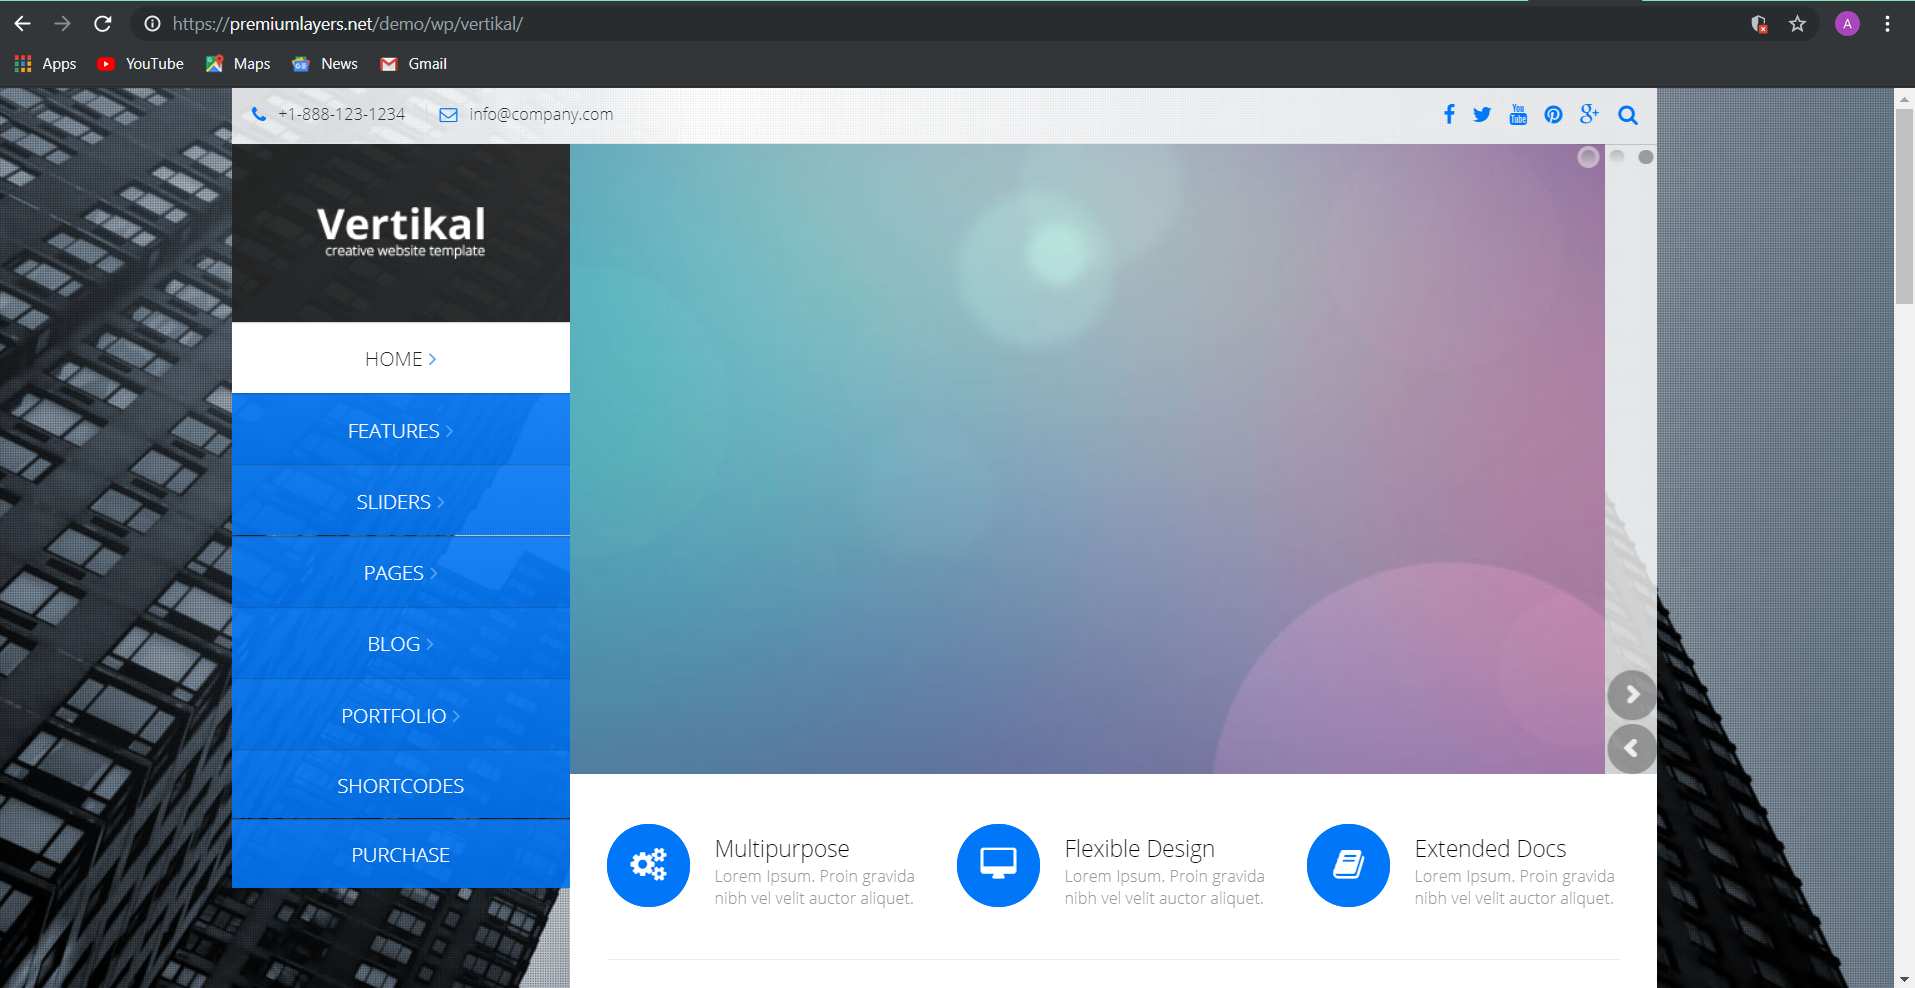 https://premiumlayers.net/demo/wp/vertikal/
A
Apps YouTube Maps News Gmail
+1-888-123-1234 info@company.com
You
Tube
g+
Vertikal
creative website template
HOME
FEATURES
SLIDERS
PAGES
BLOG
PORTFOLIO
SHORTCODES
PURCHASE
Multipurpose
Lorem Ipsum. Proin gravida
nibh vel velit auctor aliquet.
Flexible Design
Lorem Ipsum. Proin gravida
nibh vel velit auctor aliquet.
Extended Docs
Lorem Ipsum. Proin gravida
nibh vel velit auctor aliquet.